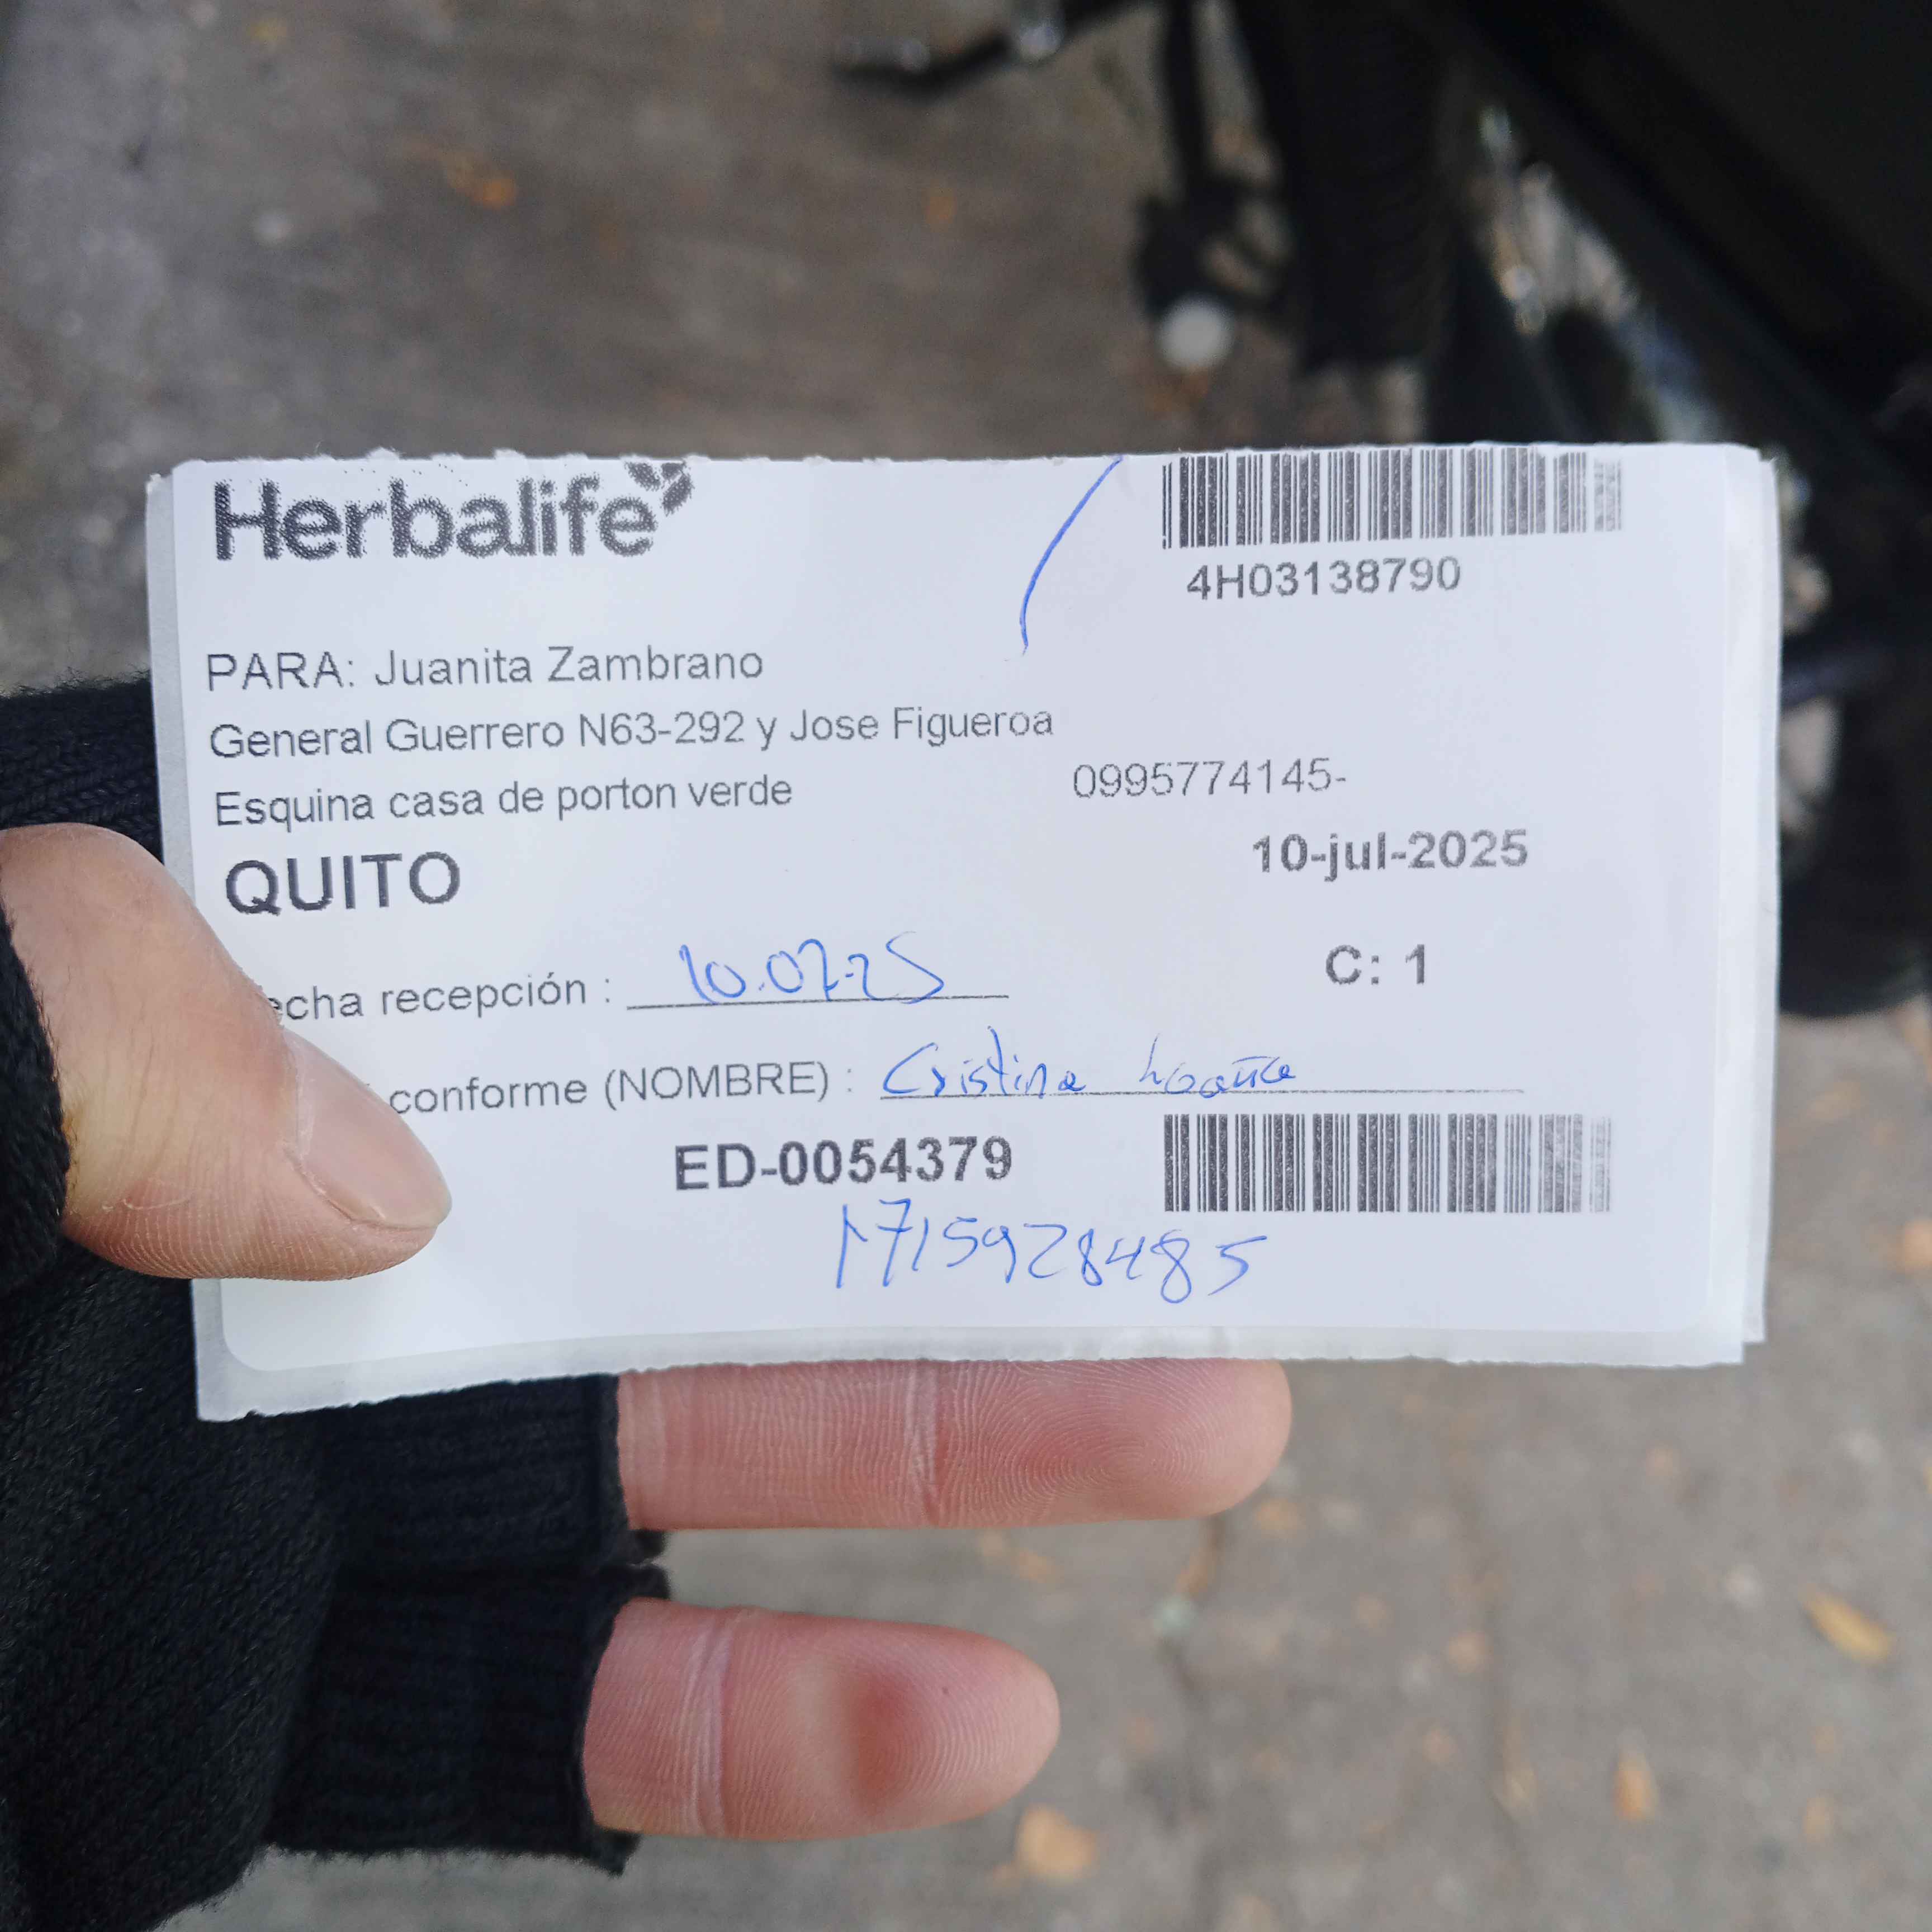 Herbalife
4H03138790
PARA: Juanita Zambrano
General Guerrero N63-292 y Jose Figueroa
Esquina casa de porton verde
0995774145-
10-jul-2025
QUITO
echa recepción : 10.07-25
C: 1
conforme (NOMBRE) : Cristina
ED-0054379
1715928485